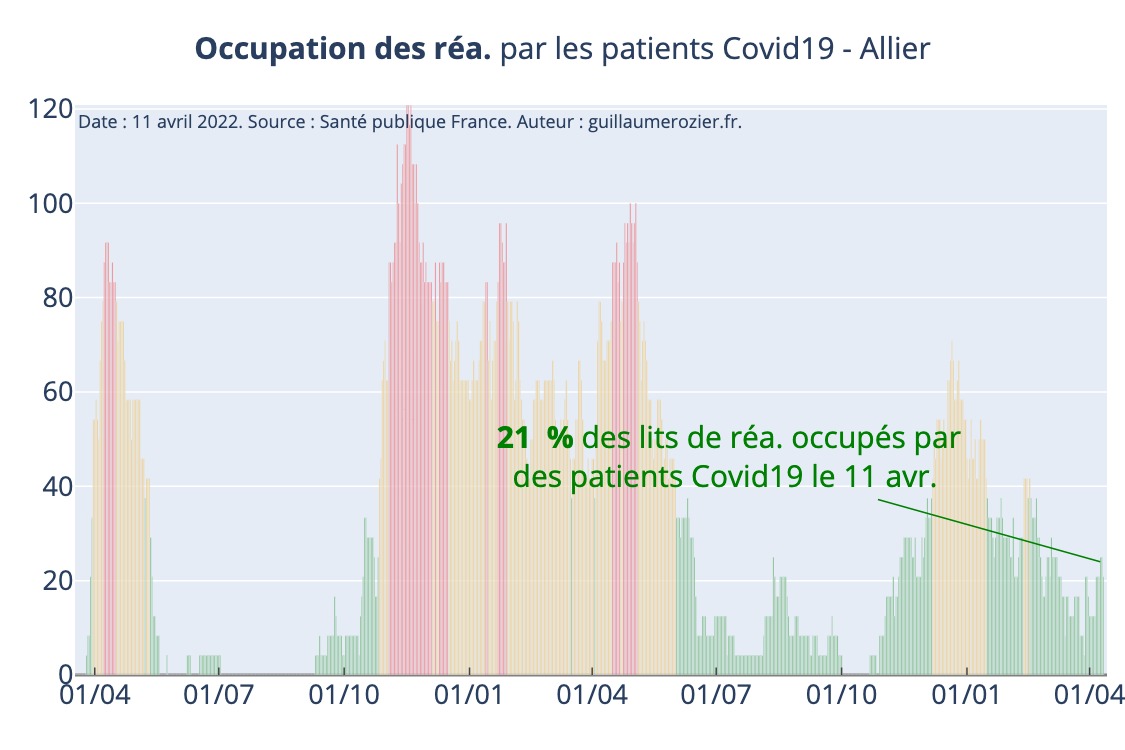 Occupation des réa. par les patients Covid19 - Allier
120
Date : 11 avril 2022. Source : Santé publique France. Auteur : guillaumerozier.fr.
100
80
60
21 % des lits de réa. occupés par
des patients Covid19 le 11 avr.
40
20
0
01/04 01/07 01/10 01/01 01/04 01/07 01/10 01/01 01/04